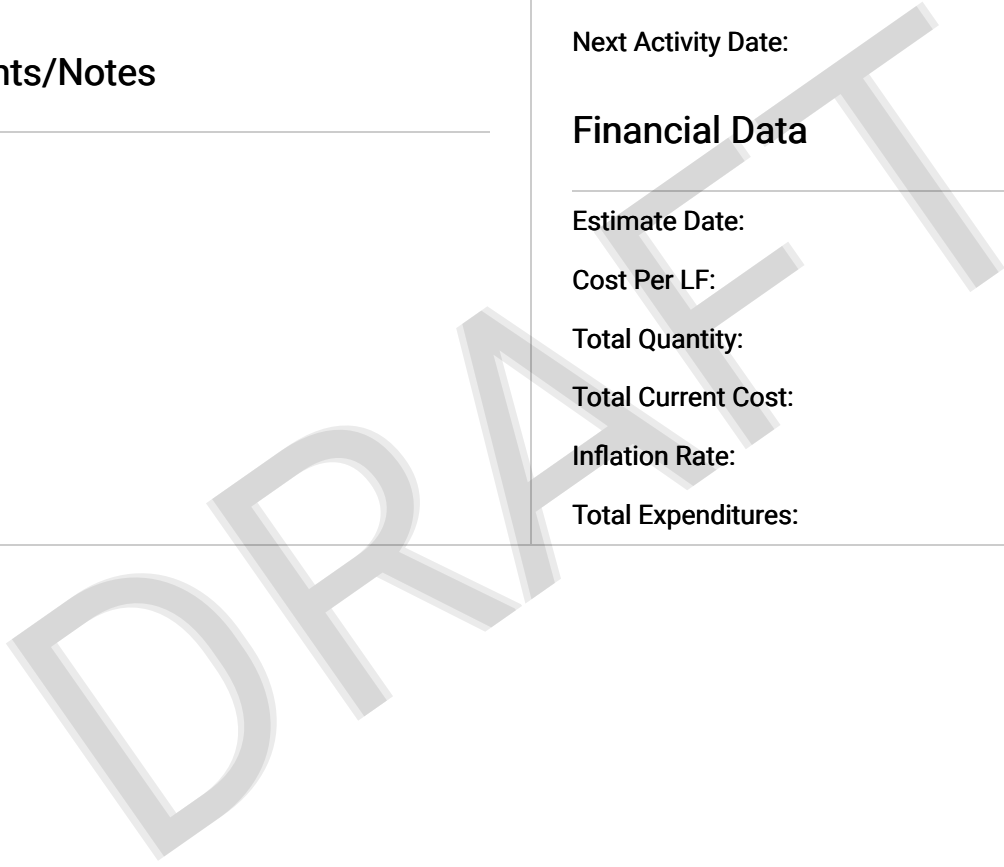 nts/Notes
Next Activity Date:
Financial Data
Estimate Date:
Cost Per LF:
Total Quantity:
Total Current Cost:
Inflation Rate:
Total Expenditures:
DRAFT